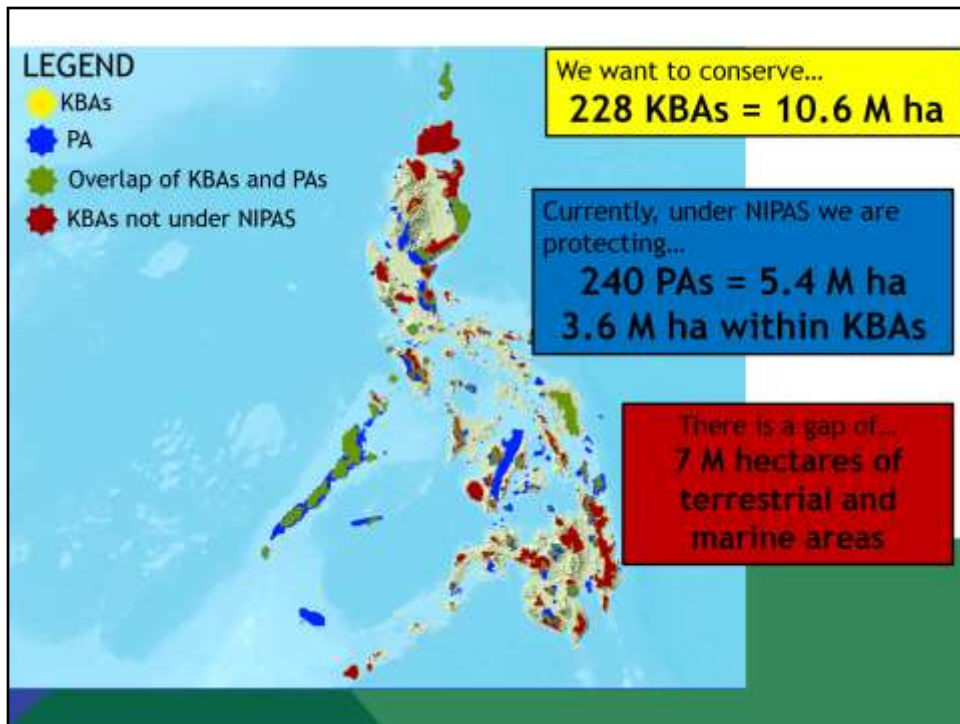 LEGEND
KBAs
PA
Overlap of KBAs and PAs
KBAs not under NIPAS
We want to conserve...
228 KBAs = 10.6 M ha
Currently, under NIPAS we are
protecting...
240 PAs = 5.4 M ha
3.6 M ha within KBAs
There is a gap of...
7 M hectares of
terrestrial and
marine areas